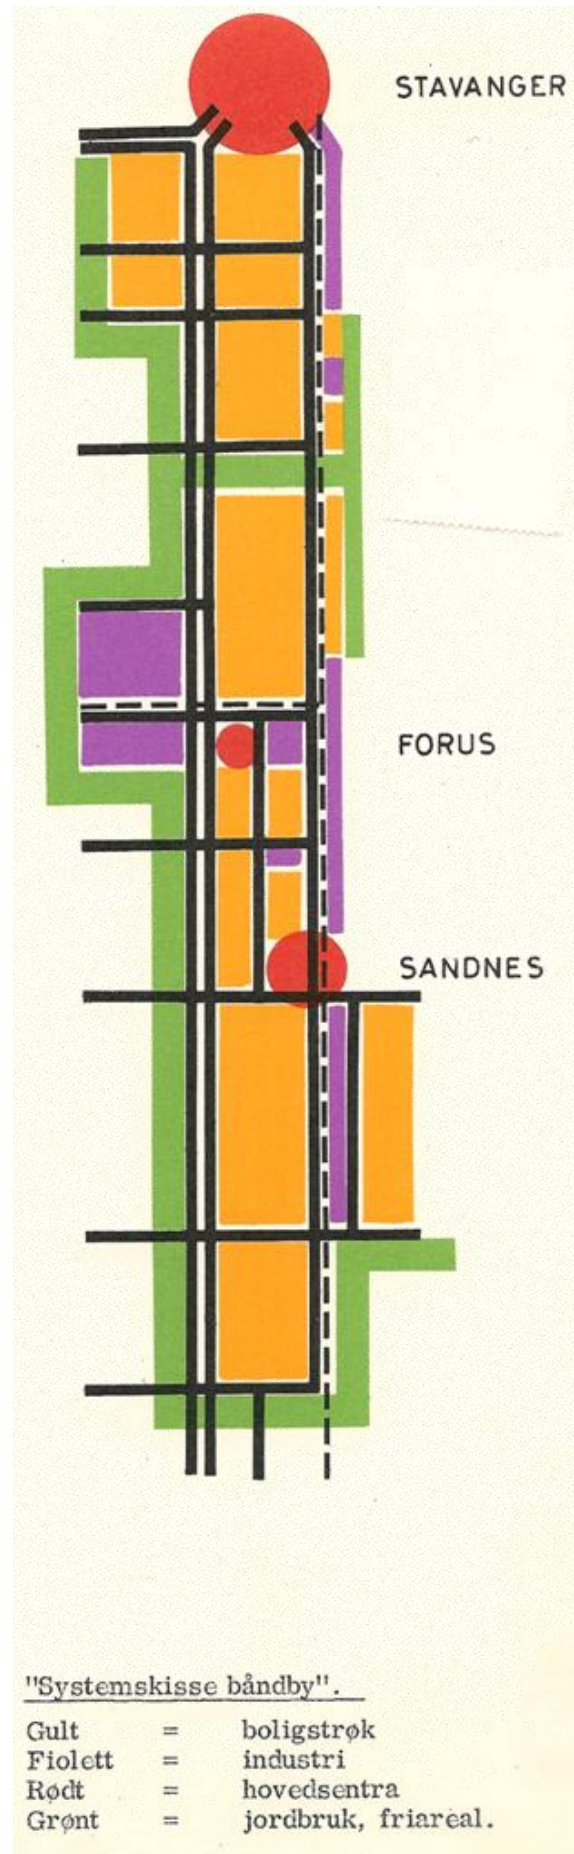 STAVANGER
FORUS
SANDNES
"Systemskisse båndby".
Gult = boligstrøk
Fiolett = industri
Rødt = hovedsentra
Grønt = jordbruk, friareal.